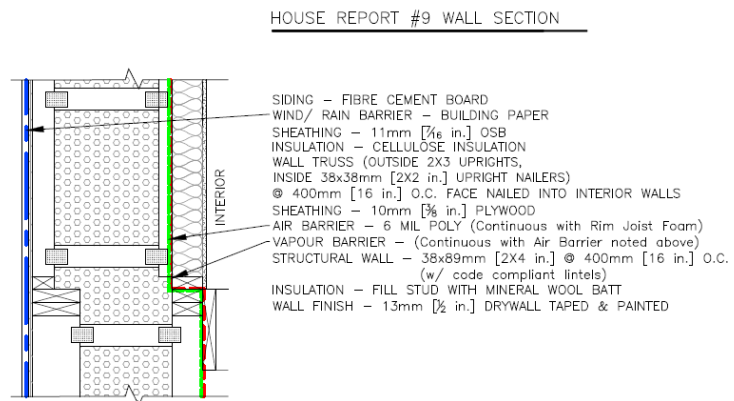 HOUSE REPORT #9 WALL SECTION
SIDING – FIBRE CEMENT BOARD
WIND/ RAIN BARRIER – BUILDING PAPER
SHEATHING – 11mm [7/16 in.] OSB
INSULATION – CELLULOSE INSULATION
WALL TRUSS (OUTSIDE 2X3 UPRIGHTS,
INSIDE 38x38mm [2X2 in.] UPRIGHT NAILERS)
@ 400mm [16 in.] O.C. FACE NAILED INTO INTERIOR WALLS
SHEATHING – 10mm [3/8 in.] PLYWOOD
AIR BARRIER – 6 MIL POLY (Continuous with Rim Joist Foam)
VAPOUR BARRIER – (Continuous with Air Barrier noted above)
STRUCTURAL WALL – 38x89mm [2X4 in.] @ 400mm [16 in.] O.C.
(w/ code compliant lintels)
INSULATION – FILL STUD WITH MINERAL WOOL BATT
WALL FINISH – 13mm [1/2 in.] DRYWALL TAPED & PAINTED
INTERIOR